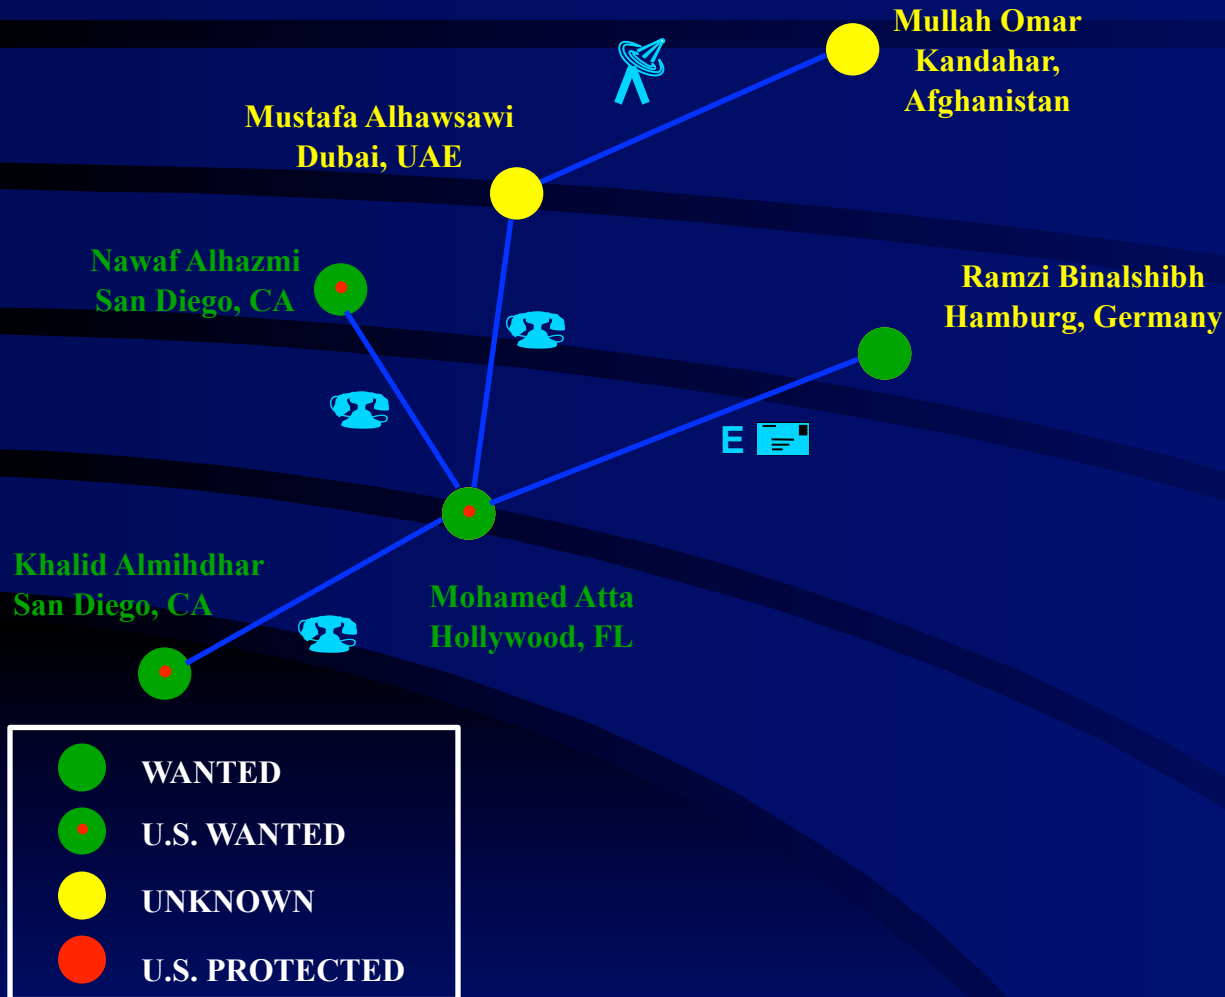 Mullah Omar
Kandahar,
Afghanistan
Mustafa Alhawsawi
Dubai, UAE
Nawaf Alhazmi
San Diego, CA
Ramzi Binalshibh
Hamburg, Germany
E
Khalid Almihdhar
San Diego, CA
Mohamed Atta
Hollywood, FL
WANTED
U.S. WANTED
UNKNOWN
U.S. PROTECTED